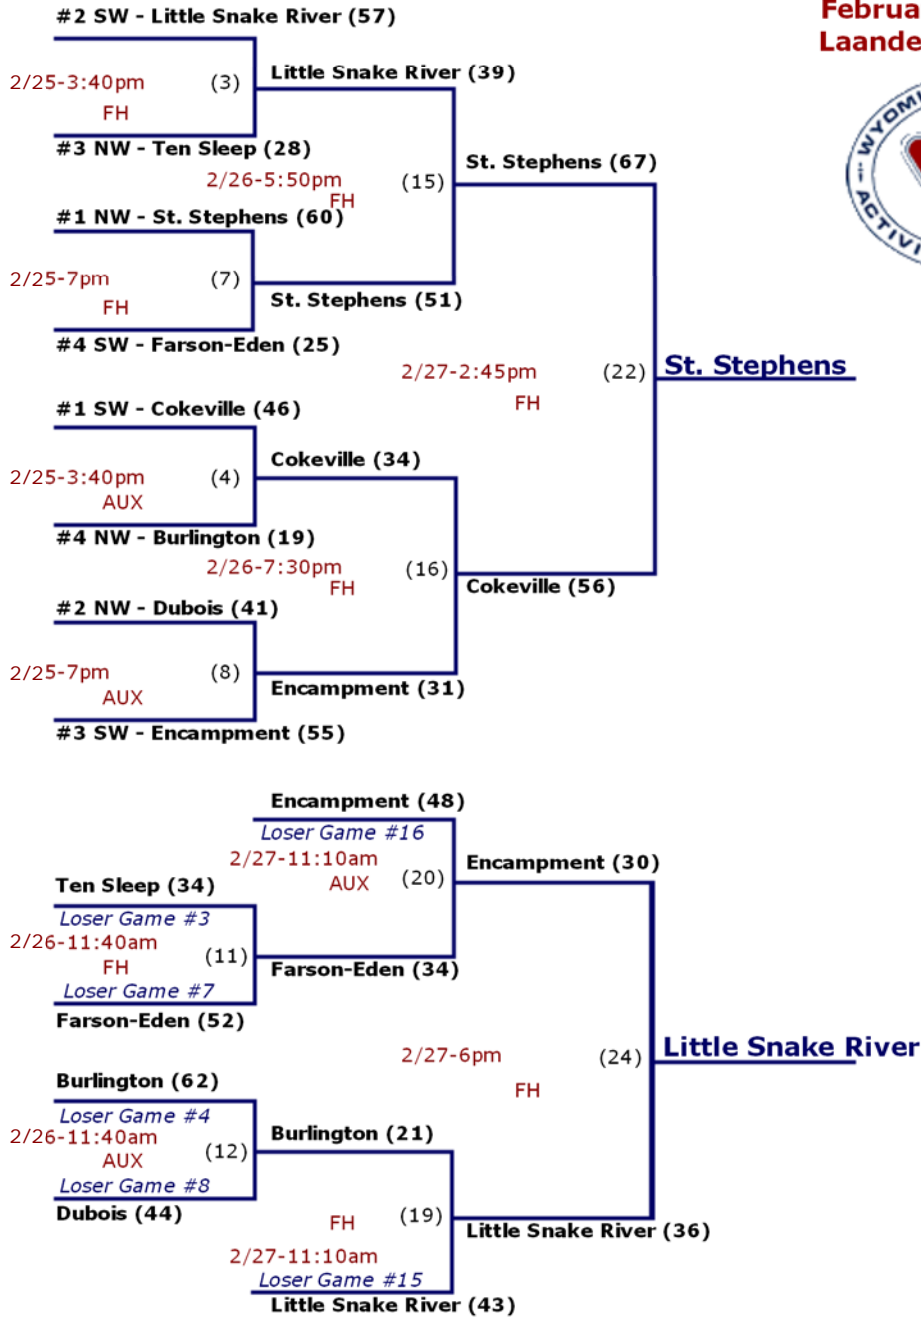 #2 SW - Little Snake River (57)
Februa
Laande
2/25-3:40pm
(3)
Little Snake River (39)
FH
#3 NW - Ten Sleep (28)
2/26-5:50pm
FH
(15)
St. Stephens (67)
WYOMI
ACTIVI
#1 NW - St. Stephens (60)
2/25-7pm
(7)
FH
St. Stephens (51)
#4 SW - Farson-Eden (25)
2/27-2:45pm
FH
(22)
St. Stephens
#1 SW - Cokeville (46)
Cokeville (34)
2/25-3:40pm
(4)
AUX
#4 NW - Burlington (19)
2/26-7:30pm
FH
(16)
Cokeville (56)
#2 NW - Dubois (41)
2/25-7pm
(8)
AUX
Encampment (31)
#3 SW - Encampment (55)
Encampment (48)
Loser Game #16
2/27-11:10am
AUX
(20)
Encampment (30)
Ten Sleep (34)
Loser Game #3
2/26-11:40am
FH
(11)
Farson-Eden (34)
Loser Game #7
Farson-Eden (52)
2/27-6pm
FH
(24)
Little Snake River
Burlington (62)
Loser Game #4
2/26-11:40am
AUX
(12)
Burlington (21)
Loser Game #8
Dubois (44)
FH
(19)
Little Snake River (36)
2/27-11:10am
Loser Game #15
Little Snake River (43)